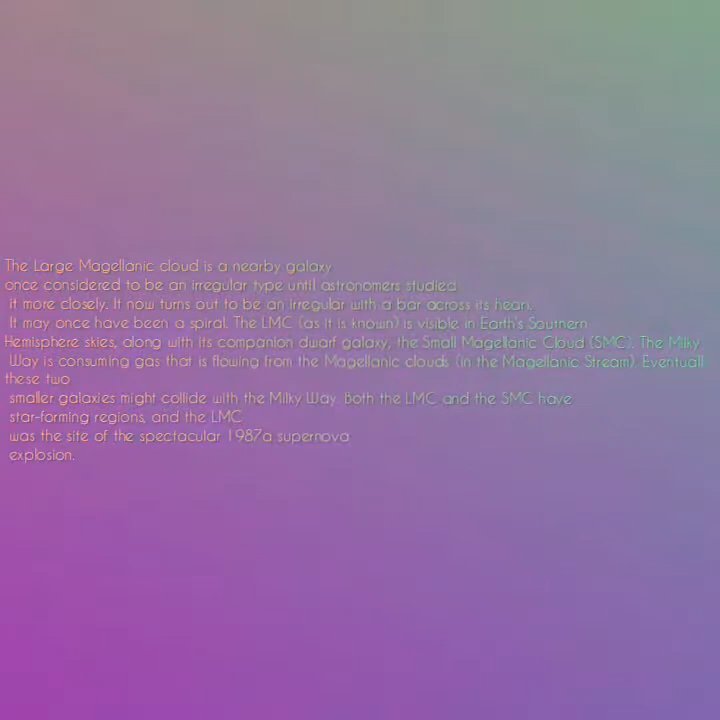 The Large Magellanic cloud is a nearby galaxy
once considered to be an irregular type until astronomers studied
it more closely. It now turns out to be an irregular with a bar across its hear.
It may once have been a spiral. The LMC (as it is known) is visible in Earth's Southern
Hemisphere skies, along with its companion dwarf galaxy, the Small Magellanic Cloud (SMC). The Milky
Way is consuming gas that is flowing from the Magellanic clouds (in the Magellanic Stream). Eventuall
these two
smaller galaxies might collide with the Milky Way. Both the LMC and the SMC have
star-forming regions, and the LMC
was the site of the spectacular 1987a supernova
explosion.